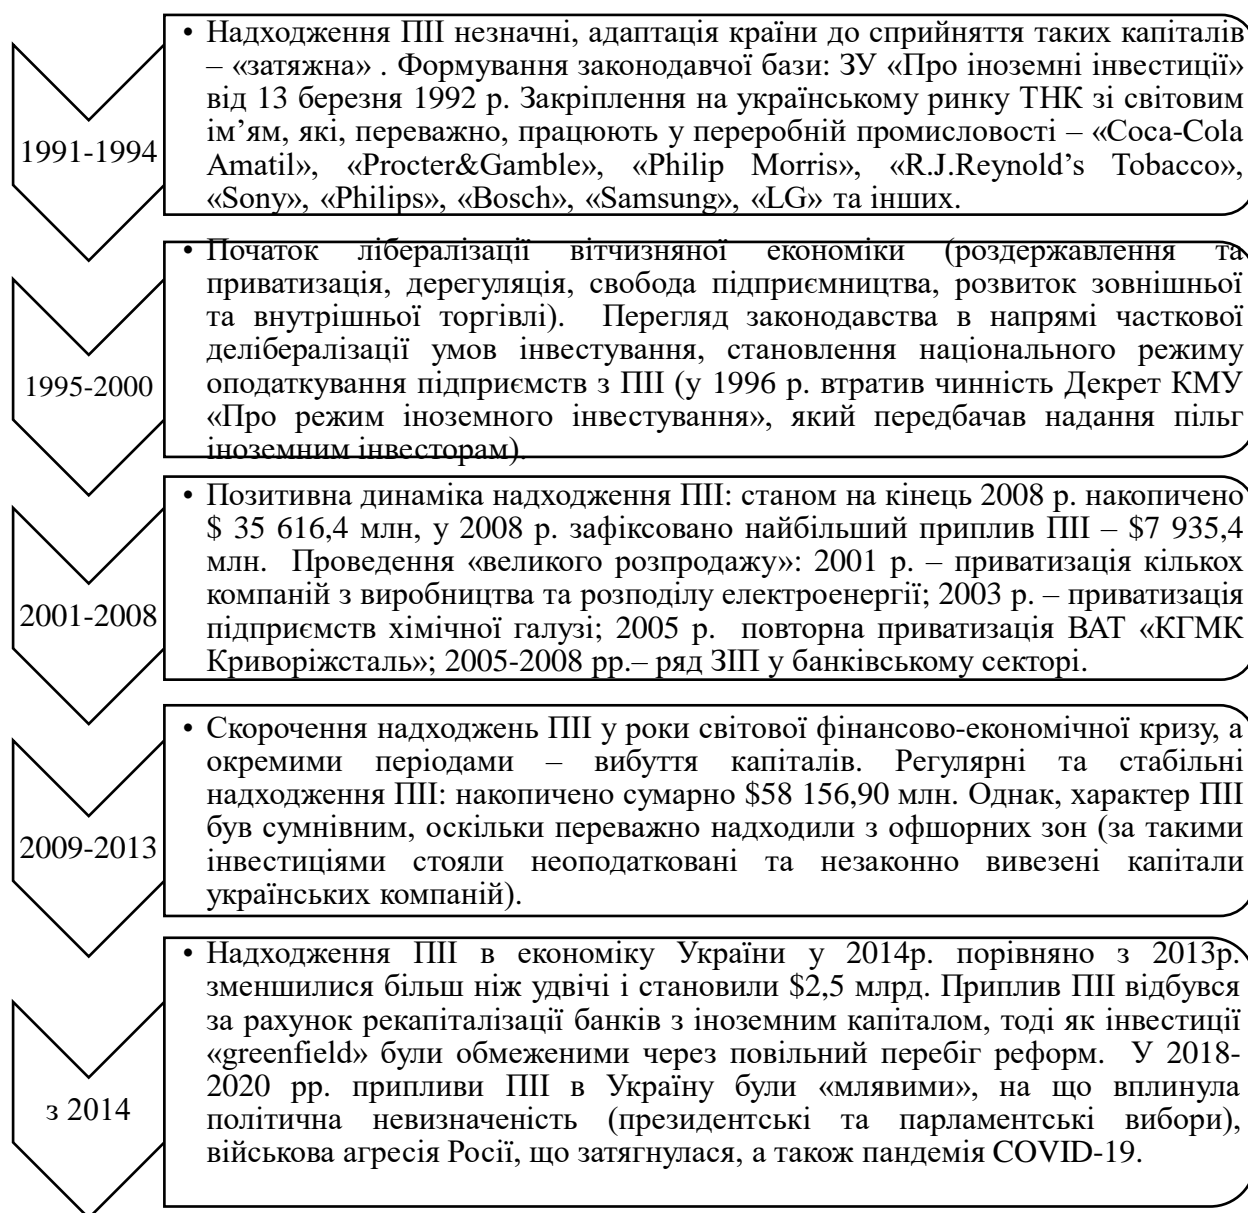 1991-1994
• Надходження ПІІ незначні, адаптація країни до сприйняття таких капіталів
– «затяжна» . Формування законодавчої бази: ЗУ «Про іноземні інвестиції»
від 13 березня 1992 р. Закріплення на українському ринку ТНК зі світовим
ім’ям, які, переважно, працюють у переробній промисловості – «Coca-Cola
Amatil», «Procter&Gamble», «Philip Morris», «R.J.Reynold’s Tobacco»,
«Sony», «Philips», «Bosch», «Samsung», «LG» та інших.
1995-2000
• Початок лібералізації вітчизняної економіки (роздержавлення та
приватизація, дерегуляція, свобода підприємництва, розвиток зовнішньої
та внутрішньої торгівлі). Перегляд законодавства в напрямі часткової
делібералізації умов інвестування, становлення національного режиму
оподаткування підприємств з ПІІ (у 1996 р. втратив чинність Декрет КМУ
«Про режим іноземного інвестування», який передбачав надання пільг
іноземним інвесторам).
2001-2008
• Позитивна динаміка надходження ПІІ: станом на кінець 2008 р. накопичено
$ 35 616,4 млн, у 2008 р. зафіксовано найбільший приплив ПІІ – $7 935,4
млн. Проведення «великого розпродажу»: 2001 р. – приватизація кількох
компаній з виробництва та розподілу електроенергії; 2003 р. – приватизація
підприємств хімічної галузі; 2005 р. повторна приватизація ВАТ «КГМК
Криворіжсталь»; 2005-2008 рр.– ряд ЗІП у банківському секторі.
2009-2013
• Скорочення надходжень ПІІ у роки світової фінансово-економічної кризу, а
окремими періодами – вибуття капіталів. Регулярні та стабільні
надходження ПІІ: накопичено сумарно $58 156,90 млн. Однак, характер ПІІ
був сумнівним, оскільки переважно надходили з офшорних зон (за такими
інвестиціями стояли неоподатковані та незаконно вивезені капітали
українських компаній).
з 2014
• Надходження ПІІ в економіку України у 2014р. порівняно з 2013р.
зменшилися більш ніж удвічі і становили $2,5 млрд. Приплив ПІІ відбувся
за рахунок рекапіталізації банків з іноземним капіталом, тоді як інвестиції
«greenfield» були обмеженими через повільний перебіг реформ. У 2018-
2020 рр. припливи ПІІ в Україну були «млявими», на що вплинула
політична невизначеність (президентські та парламентські вибори),
військова агресія Росії, що затягнулася, а також пандемія COVID-19.